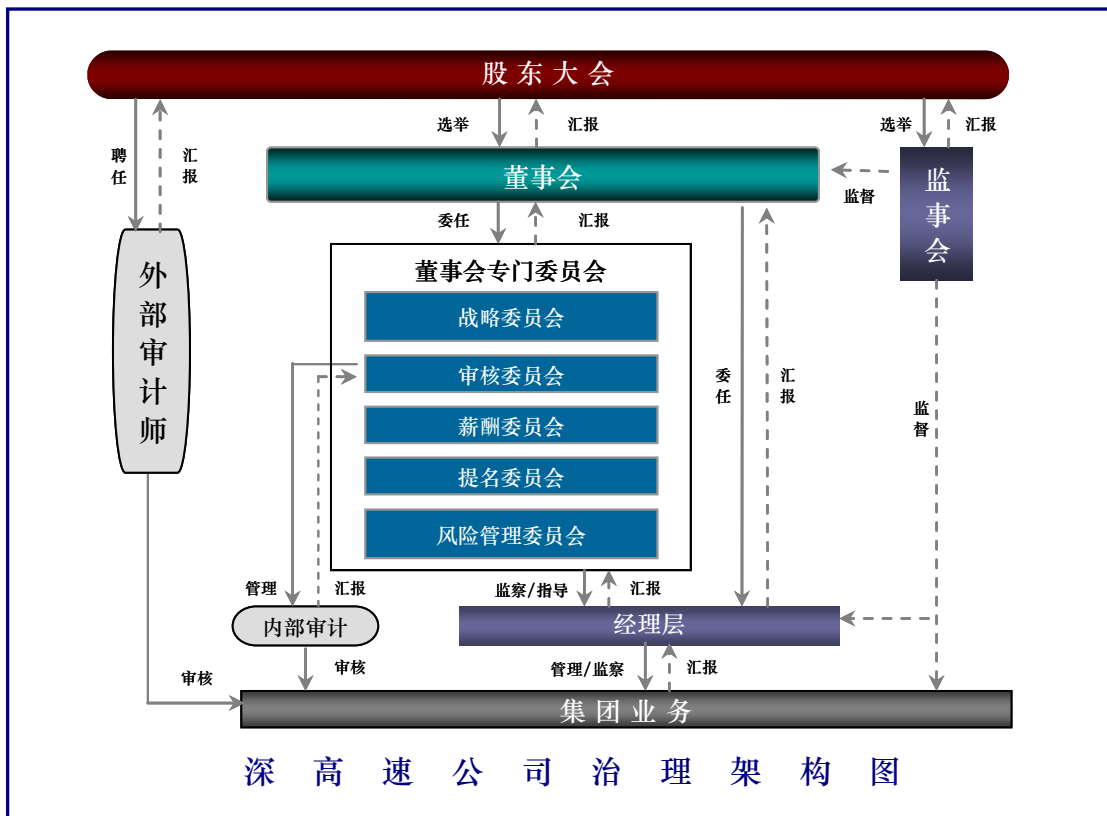 股东大会
选举
汇报
选举
汇报
聘任
汇报
董事会
监事会
监督
委任
汇报
外部审计师
董事会专门委员会
战略委员会
审核委员会
薪酬委员会
提名委员会
风险管理委员会
委任
汇报
监督
管理
汇报
监察/指导
汇报
内部审计
经理层
审核
审核
管理/监察
汇报
集团业务
深高速公司治理架构图